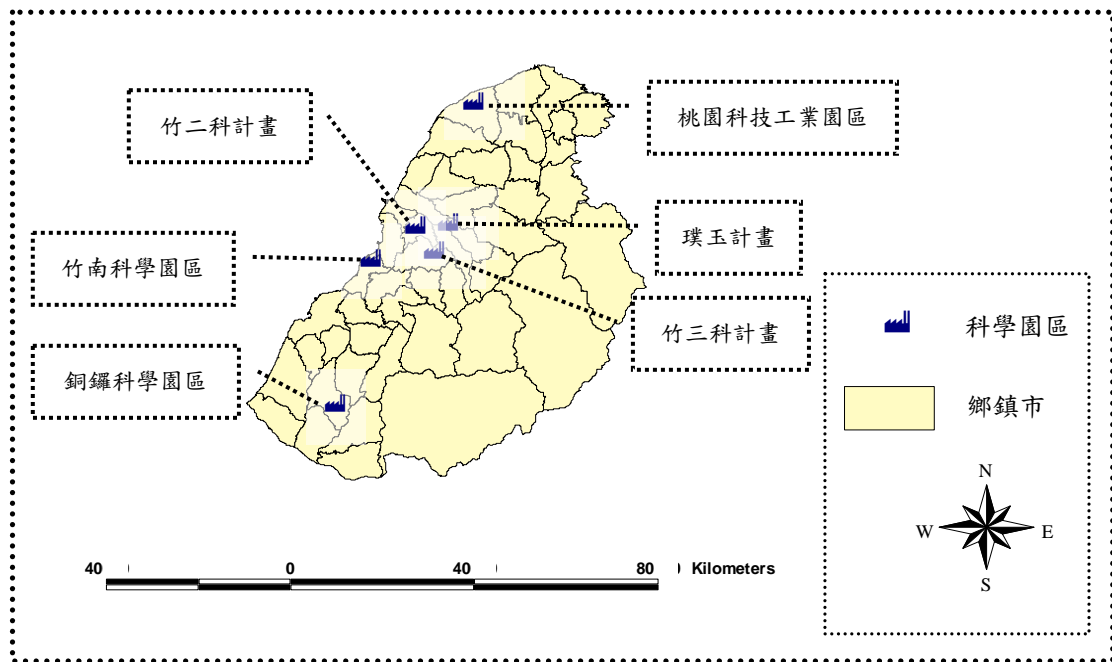 竹二科計畫
桃園科技工業園區
璞玉計畫
竹南科學園區
竹三科計畫
銅鑼科學園區
科學園區
鄉鎮市
N
W E
S
40 0 40 80 Kilometers